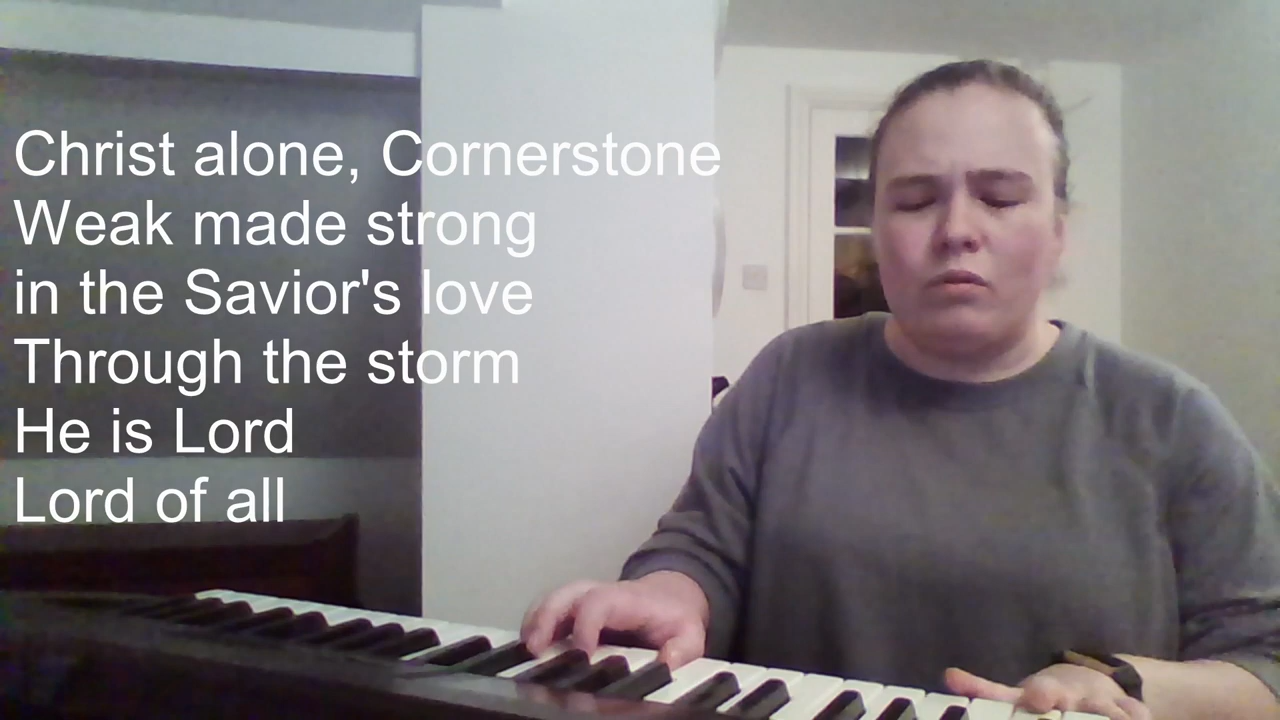 Christ alone, Cornerstone
Weak made strong
in the Savior's love
Through the storm
He is Lord
Lord of all